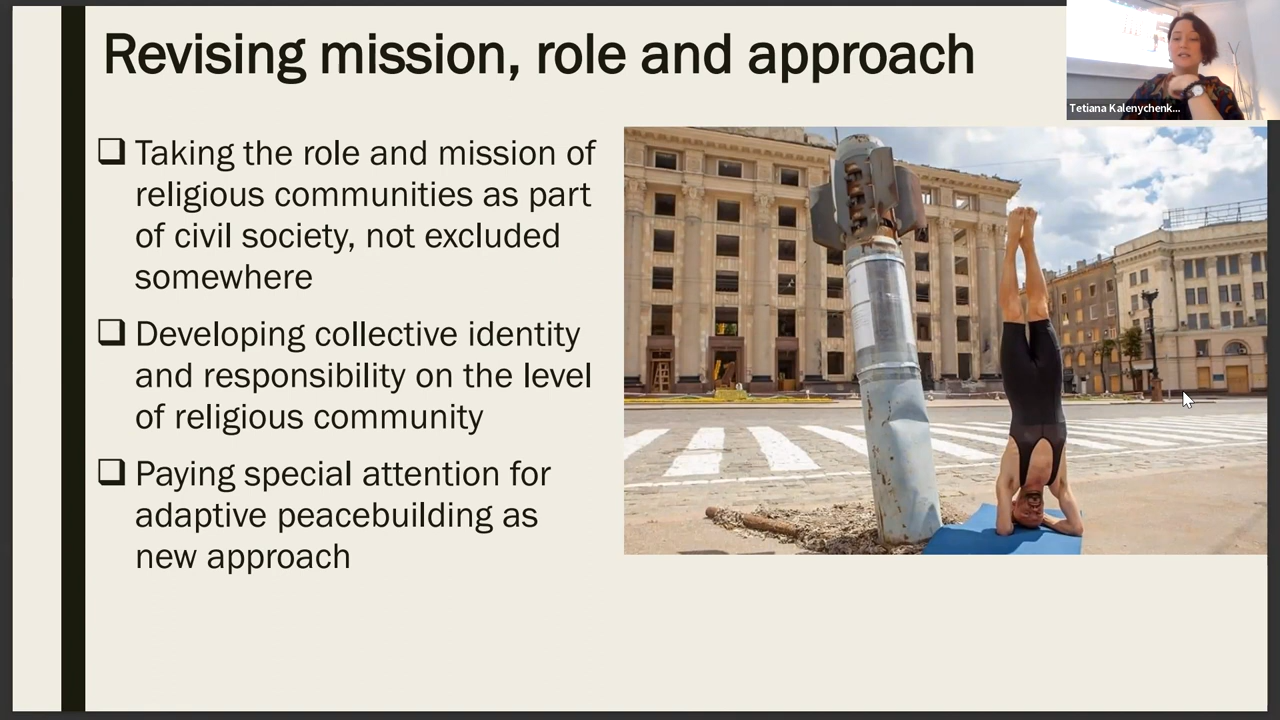 Revising mission, role and approach
Tetiana Kalenychenk...
Taking the role and mission of
religious communities as part
of civil society, not excluded
somewhere
Developing collective identity
and responsibility on the level
of religious community
Paying special attention for
adaptive peacebuilding as
new approach